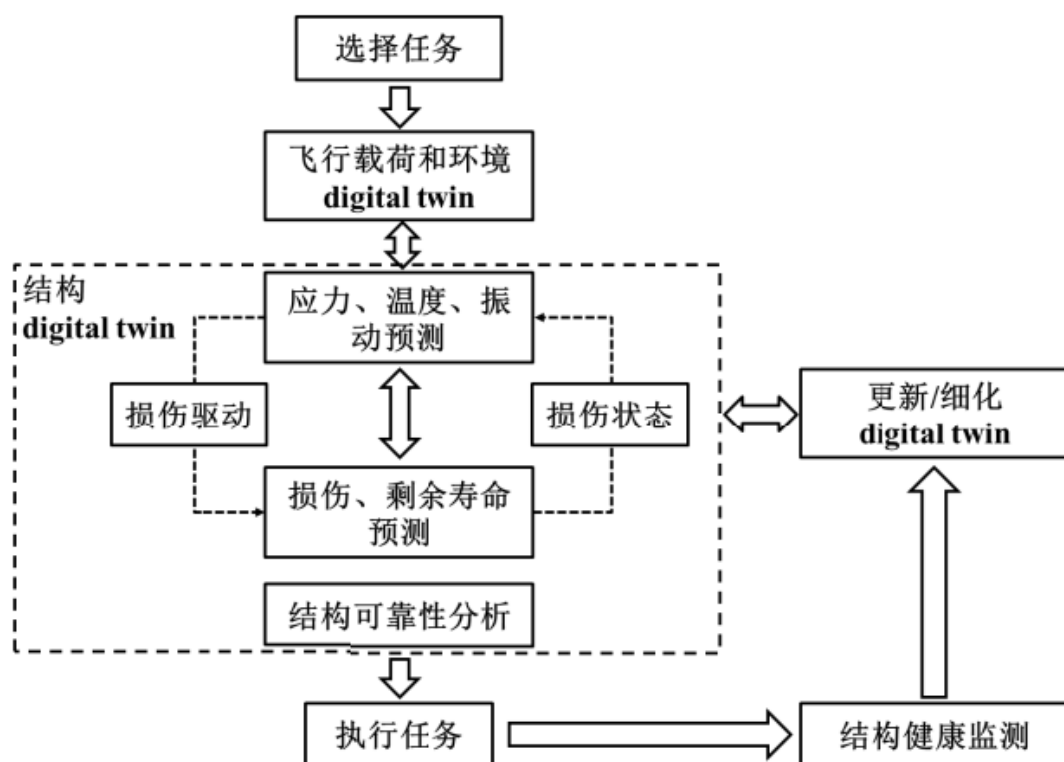 选择任务
飞行载荷和环境
digital twin
结构
digital twin
应力、温度、振
动预测
损伤驱动
损伤状态
更新/细化
digital twin
损伤、剩余寿命
预测
结构可靠性分析
执行任务
结构健康监测